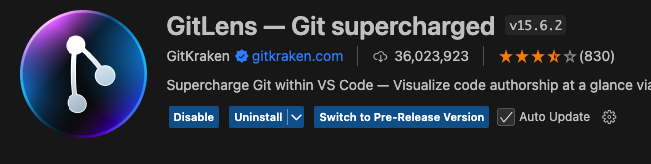 GitLens — Git supercharged v15.6.2
GitKraken gitkraken.com 36,023,923 (830)
Supercharge Git within VS Code — Visualize code authorship at a glance via
Disable Uninstall Switch to Pre-Release Version Auto Update